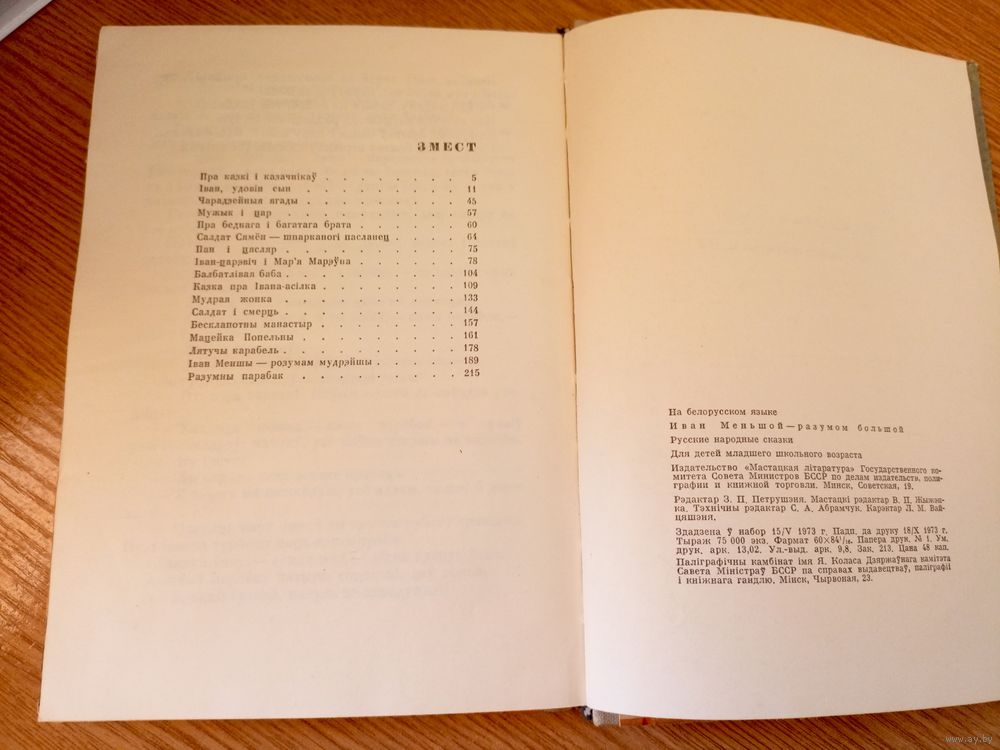 ЗМЕСТ
Пра казкі і казачнікаў . . . . . . . . 5
Іван, удовін сын . . . . . . . . . 11
Чарадзейныя ягады . . . . . . . . . 45
Мужык і цар . . . . . . . . . . 57
Пра беднага і багатага брата . . . . . . 60
Салдат Сямён — шпарканогі пасланец . . . . 64
Пан і цясляр . . . . . . . . . . 75
Іван-царэвіч і Мар'я Марэўна . . . . . . 78
Балбатлівая баба . . . . . . . . . . 104
Казка пра Івана-асілка . . . . . . . . 109
Мудрая жонка . . . . . . . . . . 133
Салдат і смерць . . . . . . . . . . 144
Бесклапотны манастыр . . . . . . . . 157
Мацейка Попельны . . . . . . . . . 161
Лятучы карабель . . . . . . . . . . 178
Іван Меншы — розумам мудрэйшы . . . . . 189
Разумны парабак . . . . . . . . . 215
На белорусском языке
Иван Меньшой — разумом большой
Русские народные сказки
Для детей младшего школьного возраста
Издательство «Мастацкая літаратура» Государственного ко-
митета Совета Министров БССР по делам издательств, поли-
графии и книжной торговли. Минск, Советская, 19.
Рэдактар З. П. Петрушэня. Мастацкі рэдактар В. П. Жыжэн-
ка. Тэхнічны рэдактар С. А. Абрамчук. Карэктар Л. М. Вай-
цяшэня.
Здадзена ў набор 15/V 1973 г. Падп. да друку 18/X 1973 г.
Тыраж 75 000 экз. Фармат 60×84¹/₁₆. Папера друк. № 1. Ум.
друк. арк. 13,02. Ул.-выд. арк. 9,8. Зак. 213. Цана 48 кап.
Паліграфічны камбінат імя Я. Коласа Дзяржаўнага камітэта
Савета Міністраў БССР па справах выдавецтваў, паліграфіі
і кніжнага гандлю. Мінск, Чырвоная, 23.
www.ay.by